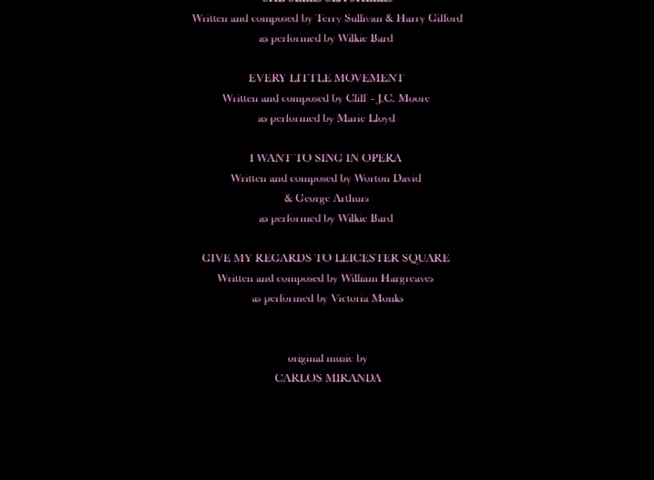 Written and composed by Terry Sullivan & Harry Gifford
as performed by Wilkie Bard
EVERY LITTLE MOVEMENT
Written and composed by Cliff - J.C. Moore
as performed by Marie Lloyd
I WANT TO SING IN OPERA
Written and composed by Worton David
& George Arthurs
as performed by Wilkie Bard
GIVE MY REGARDS TO LEICESTER SQUARE
Written and composed by William Hargreaves
as performed by Victoria Monks
original music by
CARLOS MIRANDA